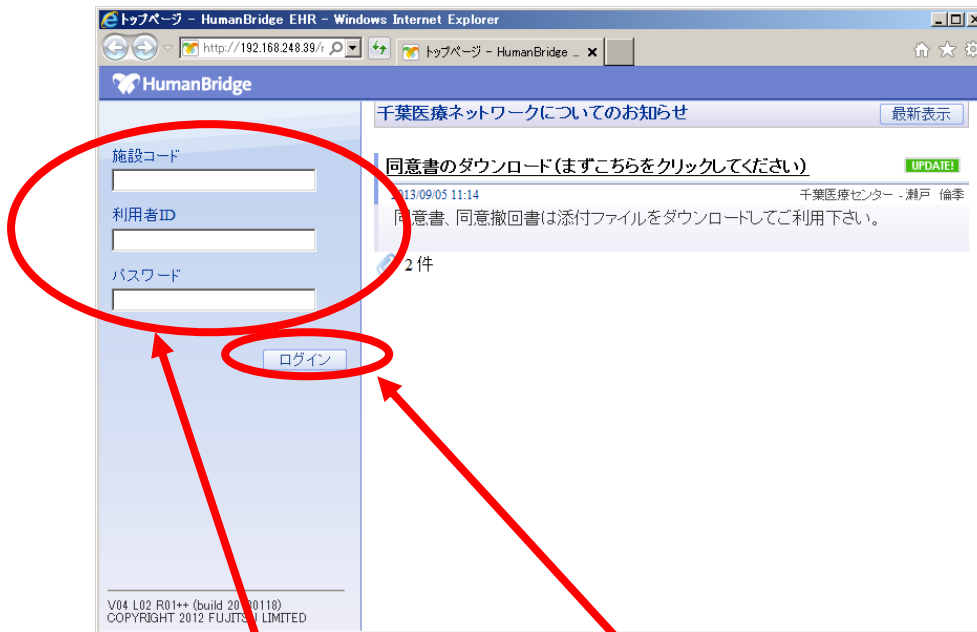 トップページ - HumanBridge EHR - Windows Internet Explorer
http://192.168.248.39/r
トップページ - HumanBridge ...
HumanBridge
千葉医療ネットワークについてのお知らせ
最新表示
施設コード
利用者ID
パスワード
ログイン
同意書のダウンロード(まずこちらをクリックしてください)
UPDATE!
2013/09/05 11:14
千葉医療センター - 瀬戸 倫季
同意書、同意撤回書は添付ファイルをダウンロードしてご利用下さい。
2件
V04 L02 R01++ (build 20130118)
COPYRIGHT 2012 FUJITSU LIMITED